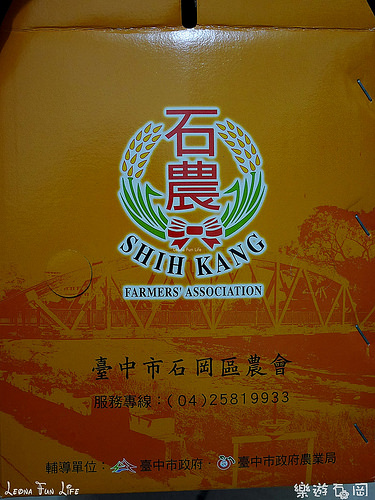 石
農
SHIH KANG
FARMERS' ASSOCIATION
臺中市石岡區農會
服務專線：(04)25819933
輔導單位： 臺中市政府 臺中市政府農業局
LEONA FUN LIFE
樂遊石岡